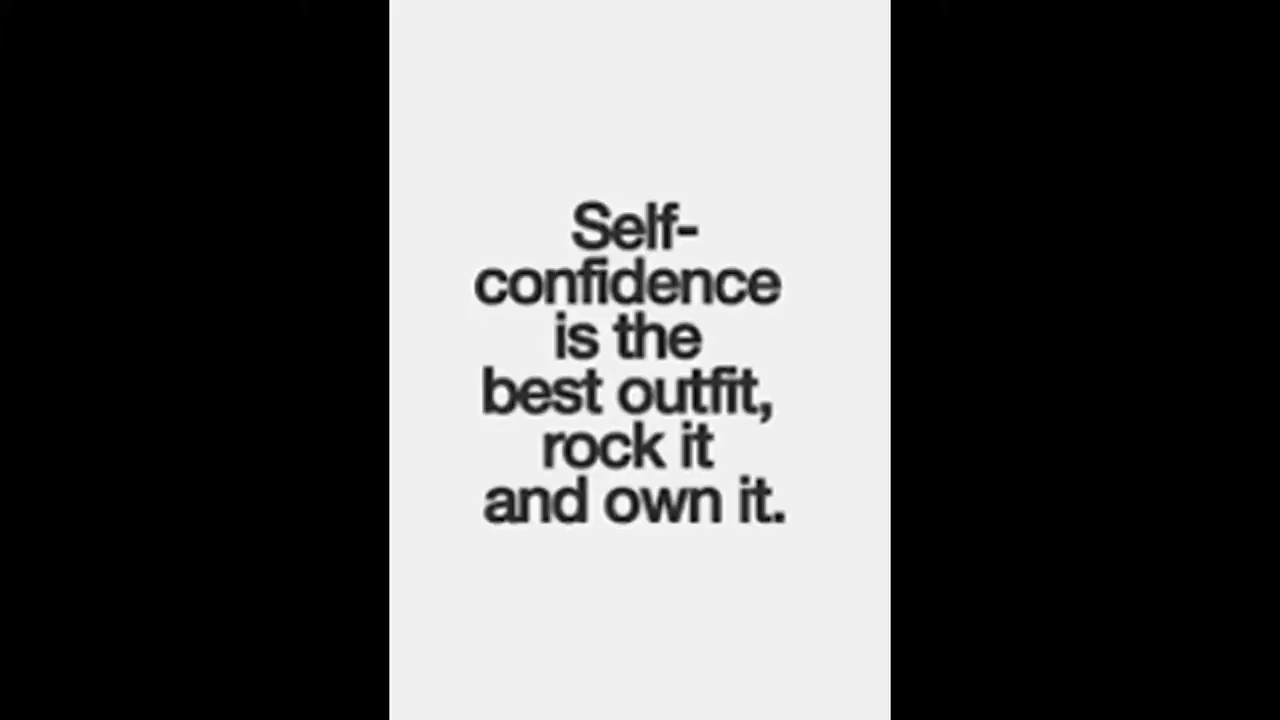 Self-
confidence
is the
best outfit,
rock it
and own it.